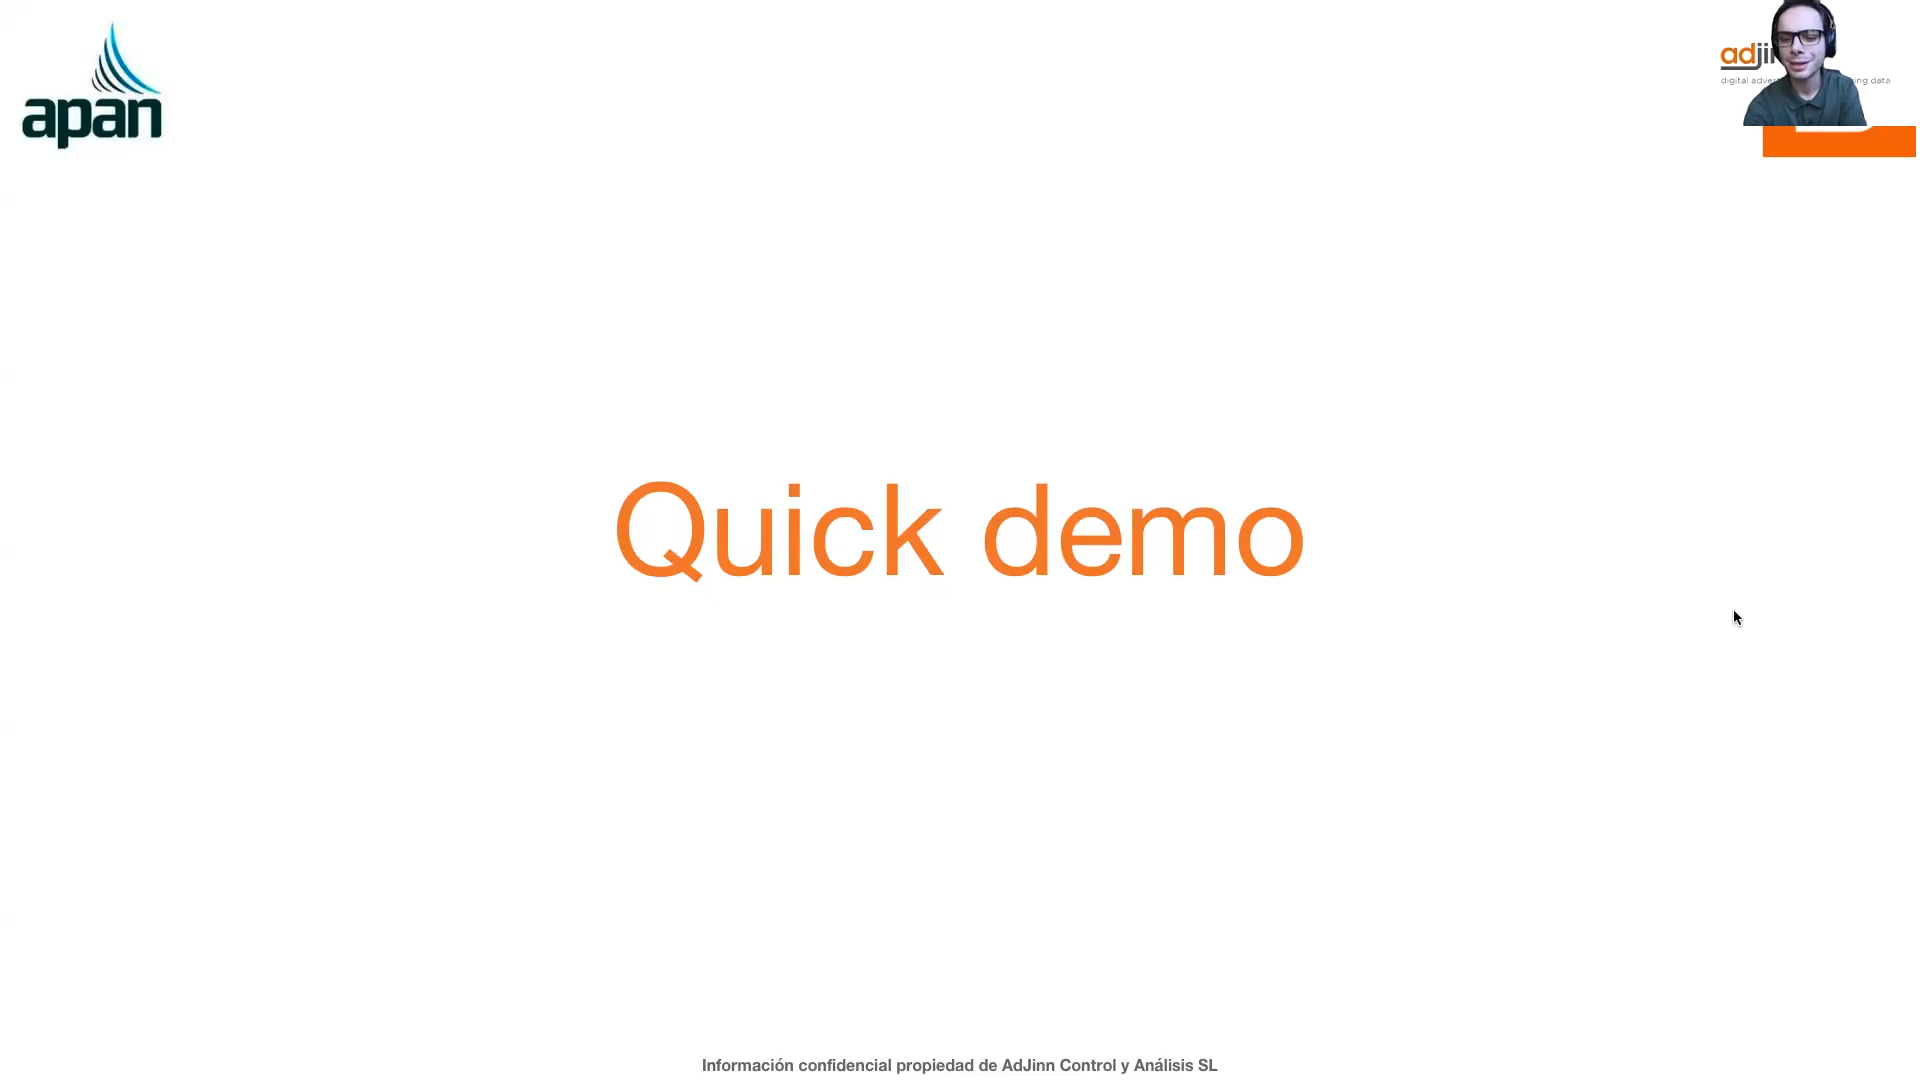 apan
Quick demo
Información confidencial propiedad de AdJinn Control y Análisis SL